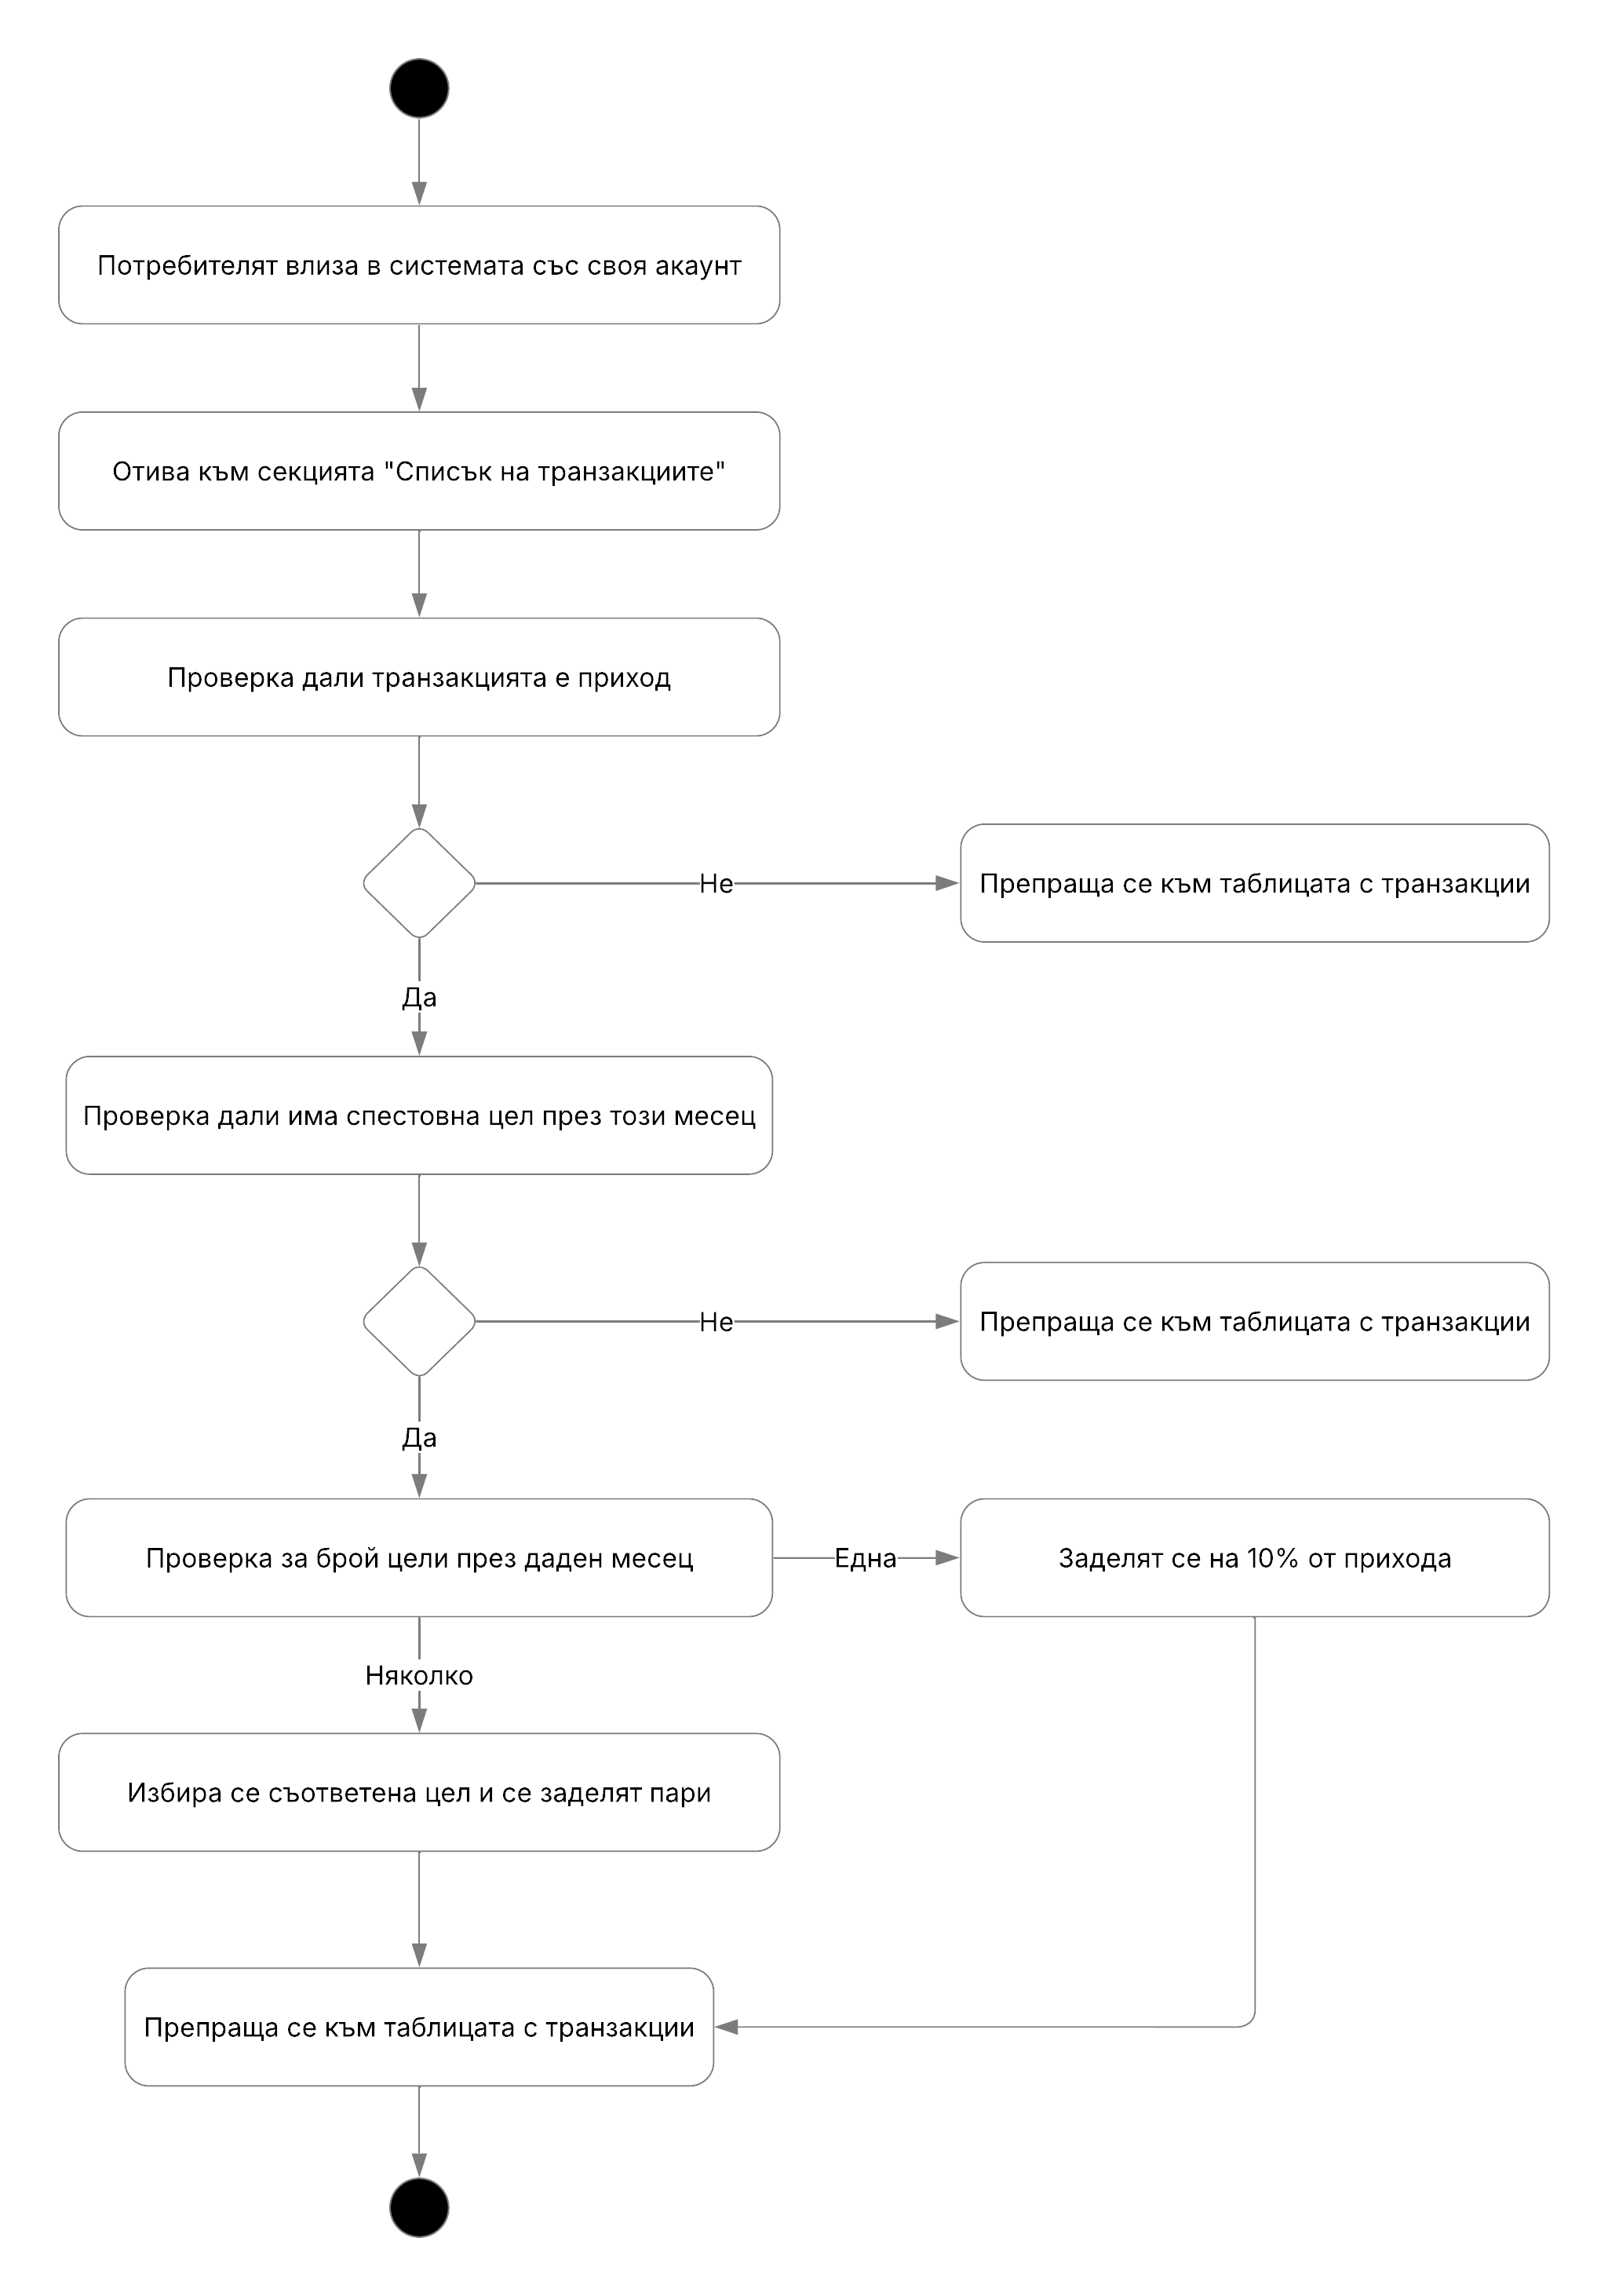 Потребителят влиза в системата със своя акаунт
Отива към секцията "Списък на транзакциите"
Проверка дали транзакцията е приход
Не
Препраща се към таблицата с транзакции
Да
Проверка дали има спестовна цел през този месец
Не
Препраща се към таблицата с транзакции
Да
Проверка за брой цели през даден месец
Една
Заделят се на 10% от прихода
Няколко
Избира се съответена цел и се заделят пари
Препраща се към таблицата с транзакции